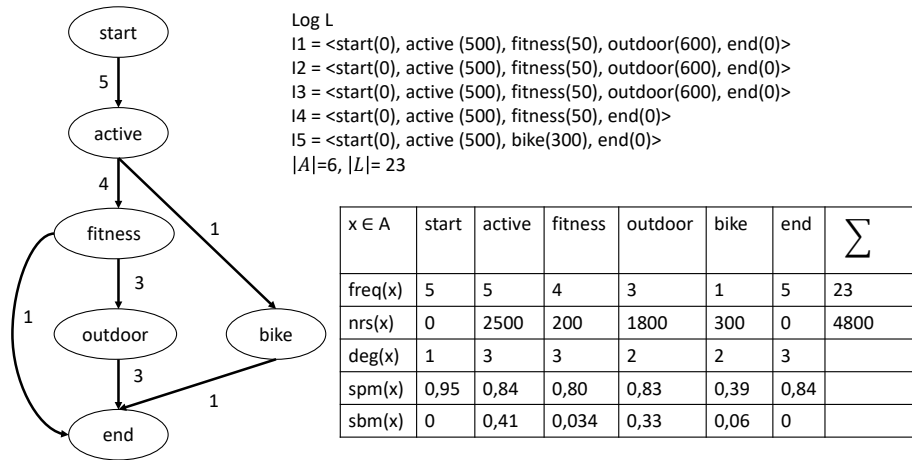 start
5
active
4
1
fitness
3
1
outdoor
bike
3
1
end
Log L
I1 = <start(0), active (500), fitness(50), outdoor(600), end(0)>
I2 = <start(0), active (500), fitness(50), outdoor(600), end(0)>
I3 = <start(0), active (500), fitness(50), outdoor(600), end(0)>
I4 = <start(0), active (500), fitness(50), end(0)>
I5 = <start(0), active (500), bike(300), end(0)>
|A|=6, |L|= 23
x ∈ A start active fitness outdoor bike end ∑
freq(x) 5 5 4 3 1 5 23
nrs(x) 0 2500 200 1800 300 0 4800
deg(x) 1 3 3 2 2 3
spm(x) 0,95 0,84 0,80 0,83 0,39 0,84
sbm(x) 0 0,41 0,034 0,33 0,06 0